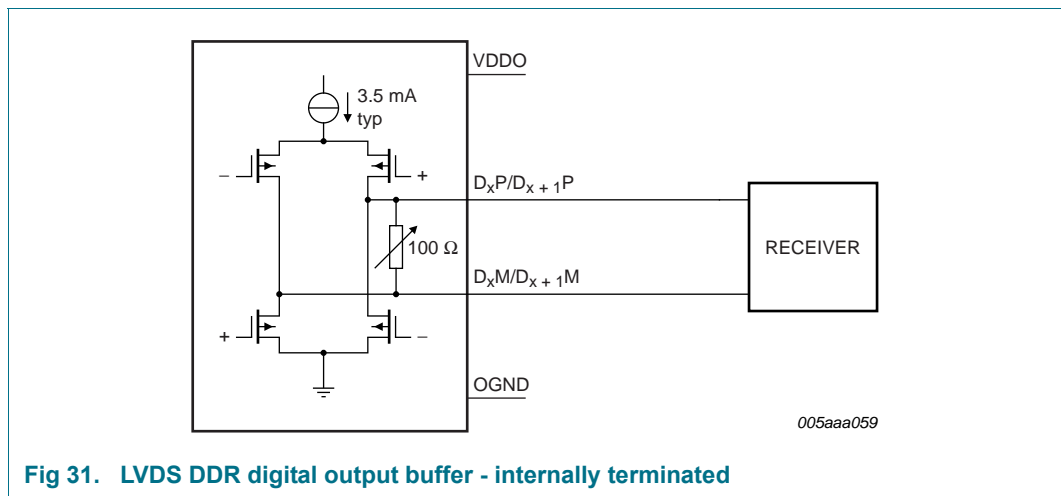 VDDO
3.5 mA
typ
− +
DxP/Dx + 1P
100 Ω
RECEIVER
DxM/Dx + 1M
+ −
OGND
005aaa059
Fig 31. LVDS DDR digital output buffer - internally terminated